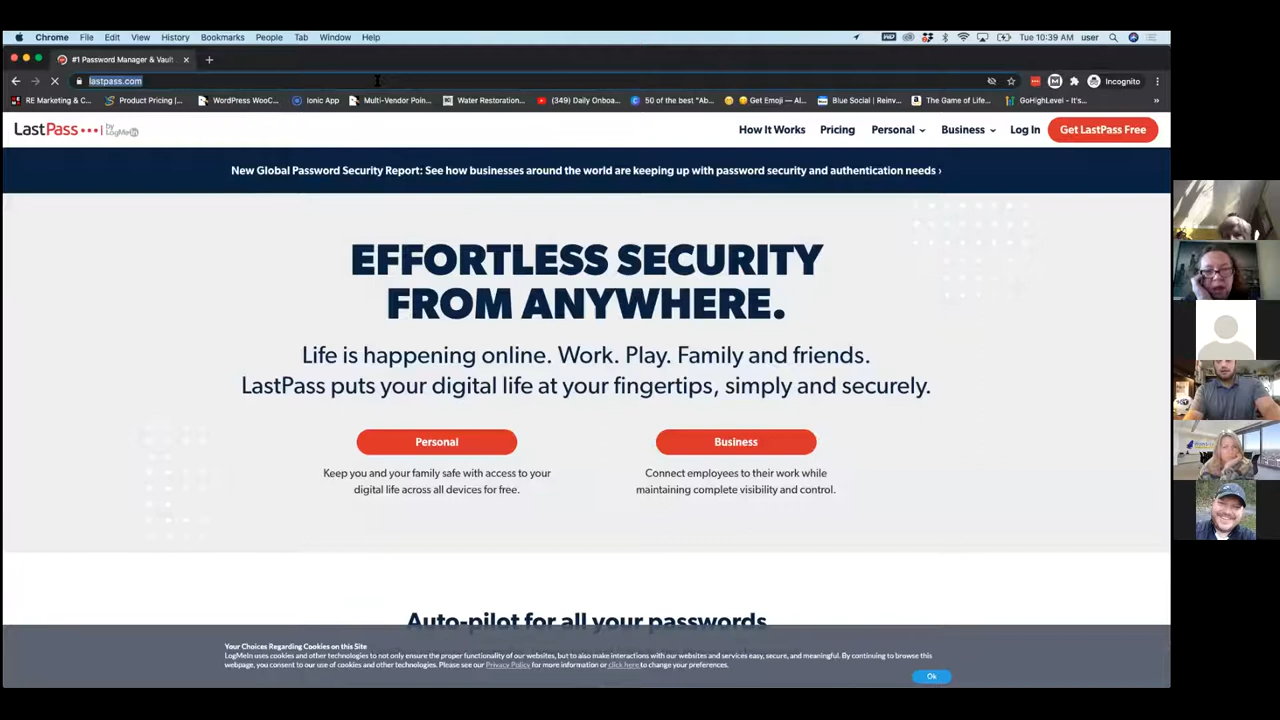 Chrome File Edit View History Bookmarks People Tab Window Help
Tue 10:39 AM user
#1 Password Manager & Vault
lastpass.com
Incognito
RE Marketing & C... Product Pricing |... WordPress WooC... Ionic App Multi-Vendor Poin... Water Restoration... (349) Daily Onboa... 50 of the best "Ab... Get Emoji — Al... Blue Social | Reinv... The Game of Life... GoHighLevel - It's... »
LastPass •••| by LogMeIn
How It Works Pricing Personal Business Log In Get LastPass Free
New Global Password Security Report: See how businesses around the world are keeping up with password security and authentication needs ›
EFFORTLESS SECURITY
FROM ANYWHERE.
Life is happening online. Work. Play. Family and friends.
LastPass puts your digital life at your fingertips, simply and securely.
Personal Business
Keep you and your family safe with access to your
digital life across all devices for free.
Connect employees to their work while
maintaining complete visibility and control.
Auto-pilot for all your passwords
Your Choices Regarding Cookies on this Site
LogMeIn uses cookies and other technologies to not only ensure the proper functionality of our websites, but to also make interactions with our websites and services easy, secure, and meaningful. By continuing to browse this
webpage, you consent to our use of cookies and other technologies. Please see our Privacy Policy for more information or click here to change your preferences.
Ok